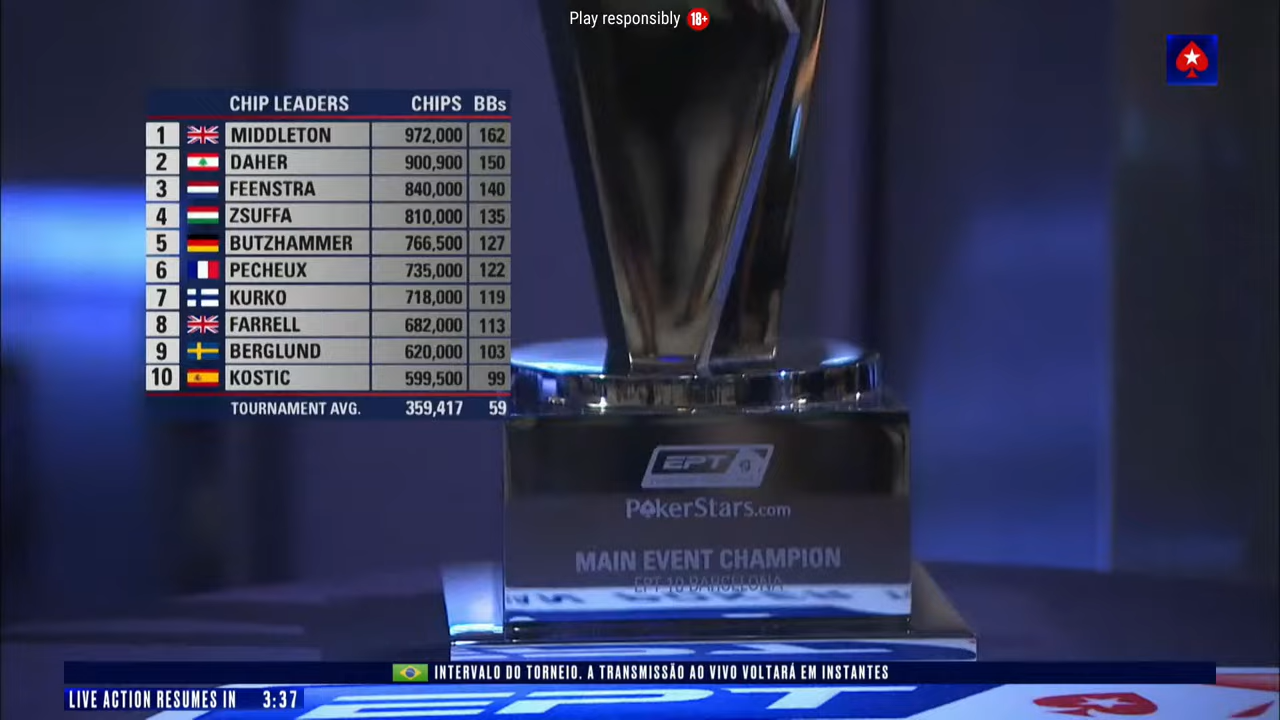 Play responsibly 18+
CHIP LEADERS CHIPS BBs
1 MIDDLETON 972,000 162
2 DAHER 900,900 150
3 FEENSTRA 840,000 140
4 ZSUFFA 810,000 135
5 BUTZHAMMER 766,500 127
6 PECHEUX 735,000 122
7 KURKO 718,000 119
8 FARRELL 682,000 113
9 BERGLUND 620,000 103
10 KOSTIC 599,500 99
TOURNAMENT AVG. 359,417 59
EPT
PokerStars.com
MAIN EVENT CHAMPION
EPT 10 BARCELONA
INTERVALO DO TORNEIO. A TRANSMISSÃO AO VIVO VOLTARÁ EM INSTANTES
LIVE ACTION RESUMES IN 3:37
EPT